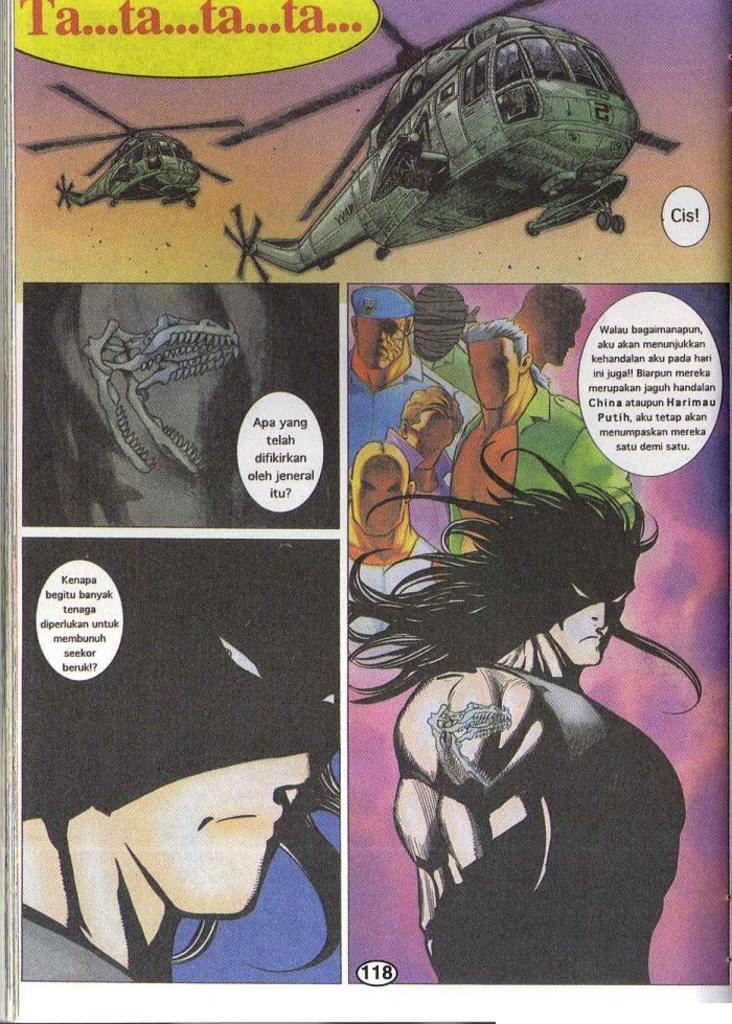 Ta...ta...ta...ta...
Cis!
Apa yang
telah
difikirkan
oleh jeneral
itu?
Kenapa
begitu banyak
tenaga
diperlukan untuk
membunuh
seekor
beruk!?
Walau bagaimanapun,
aku akan menunjukkan
kehandalan aku pada hari
ini juga!! Biarpun mereka
merupakan jaguh handalan
China ataupun Harimau
Putih, aku tetap akan
menumpaskan mereka
satu demi satu.
118